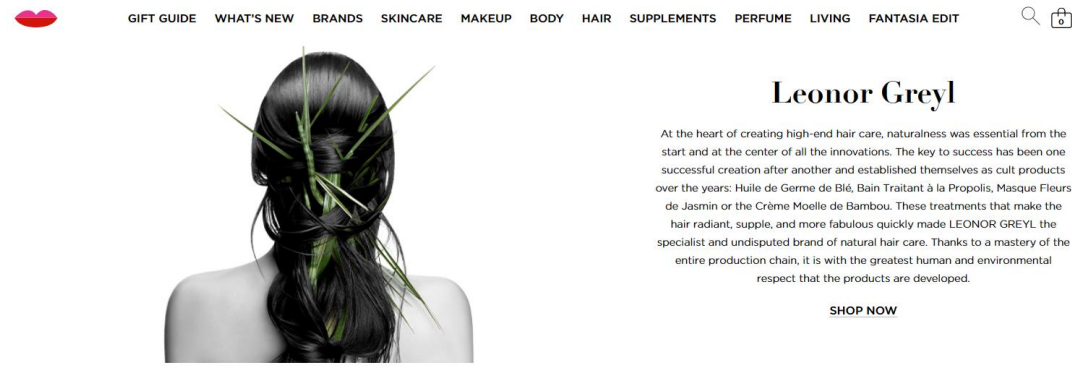 GIFT GUIDE WHAT'S NEW BRANDS SKINCARE MAKEUP BODY HAIR SUPPLEMENTS PERFUME LIVING FANTASIA EDIT
0
Leonor Greyl
At the heart of creating high-end hair care, naturalness was essential from the
start and at the center of all the innovations. The key to success has been one
successful creation after another and established themselves as cult products
over the years: Huile de Germe de Blé, Bain Traitant à la Propolis, Masque Fleurs
de Jasmin or the Crème Moelle de Bambou. These treatments that make the
hair radiant, supple, and more fabulous quickly made LEONOR GREYL the
specialist and undisputed brand of natural hair care. Thanks to a mastery of the
entire production chain, it is with the greatest human and environmental
respect that the products are developed.
SHOP NOW